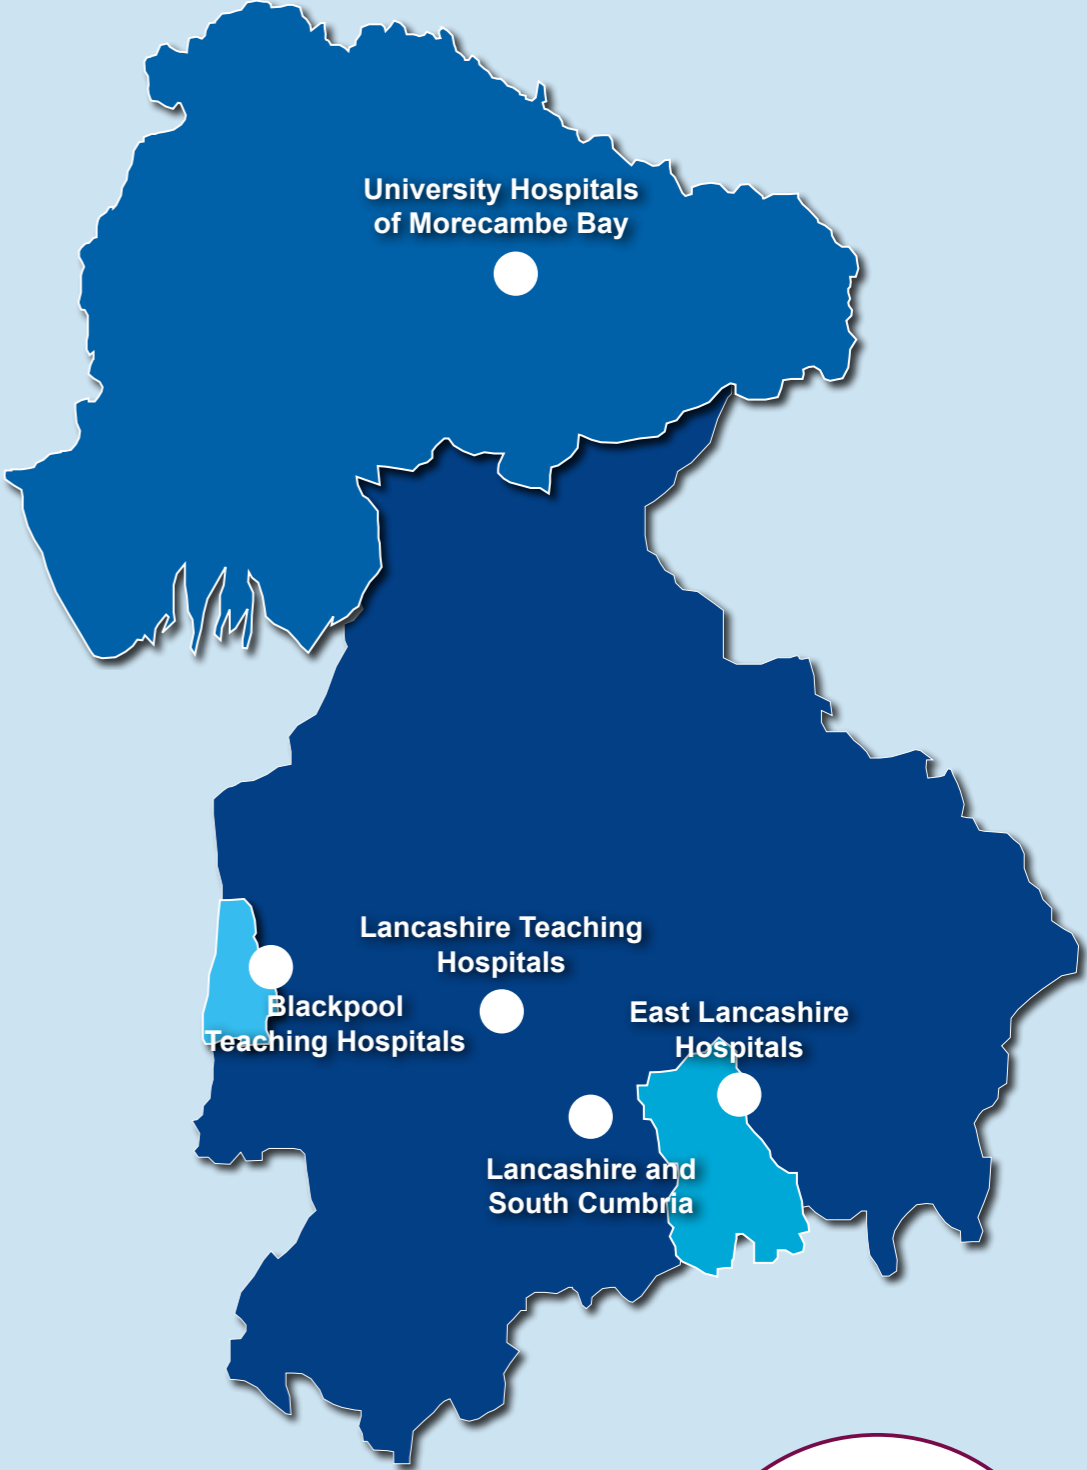 University Hospitals
of Morecambe Bay
Lancashire Teaching
Hospitals
Blackpool
Teaching Hospitals
East Lancashire
Hospitals
Lancashire and
South Cumbria